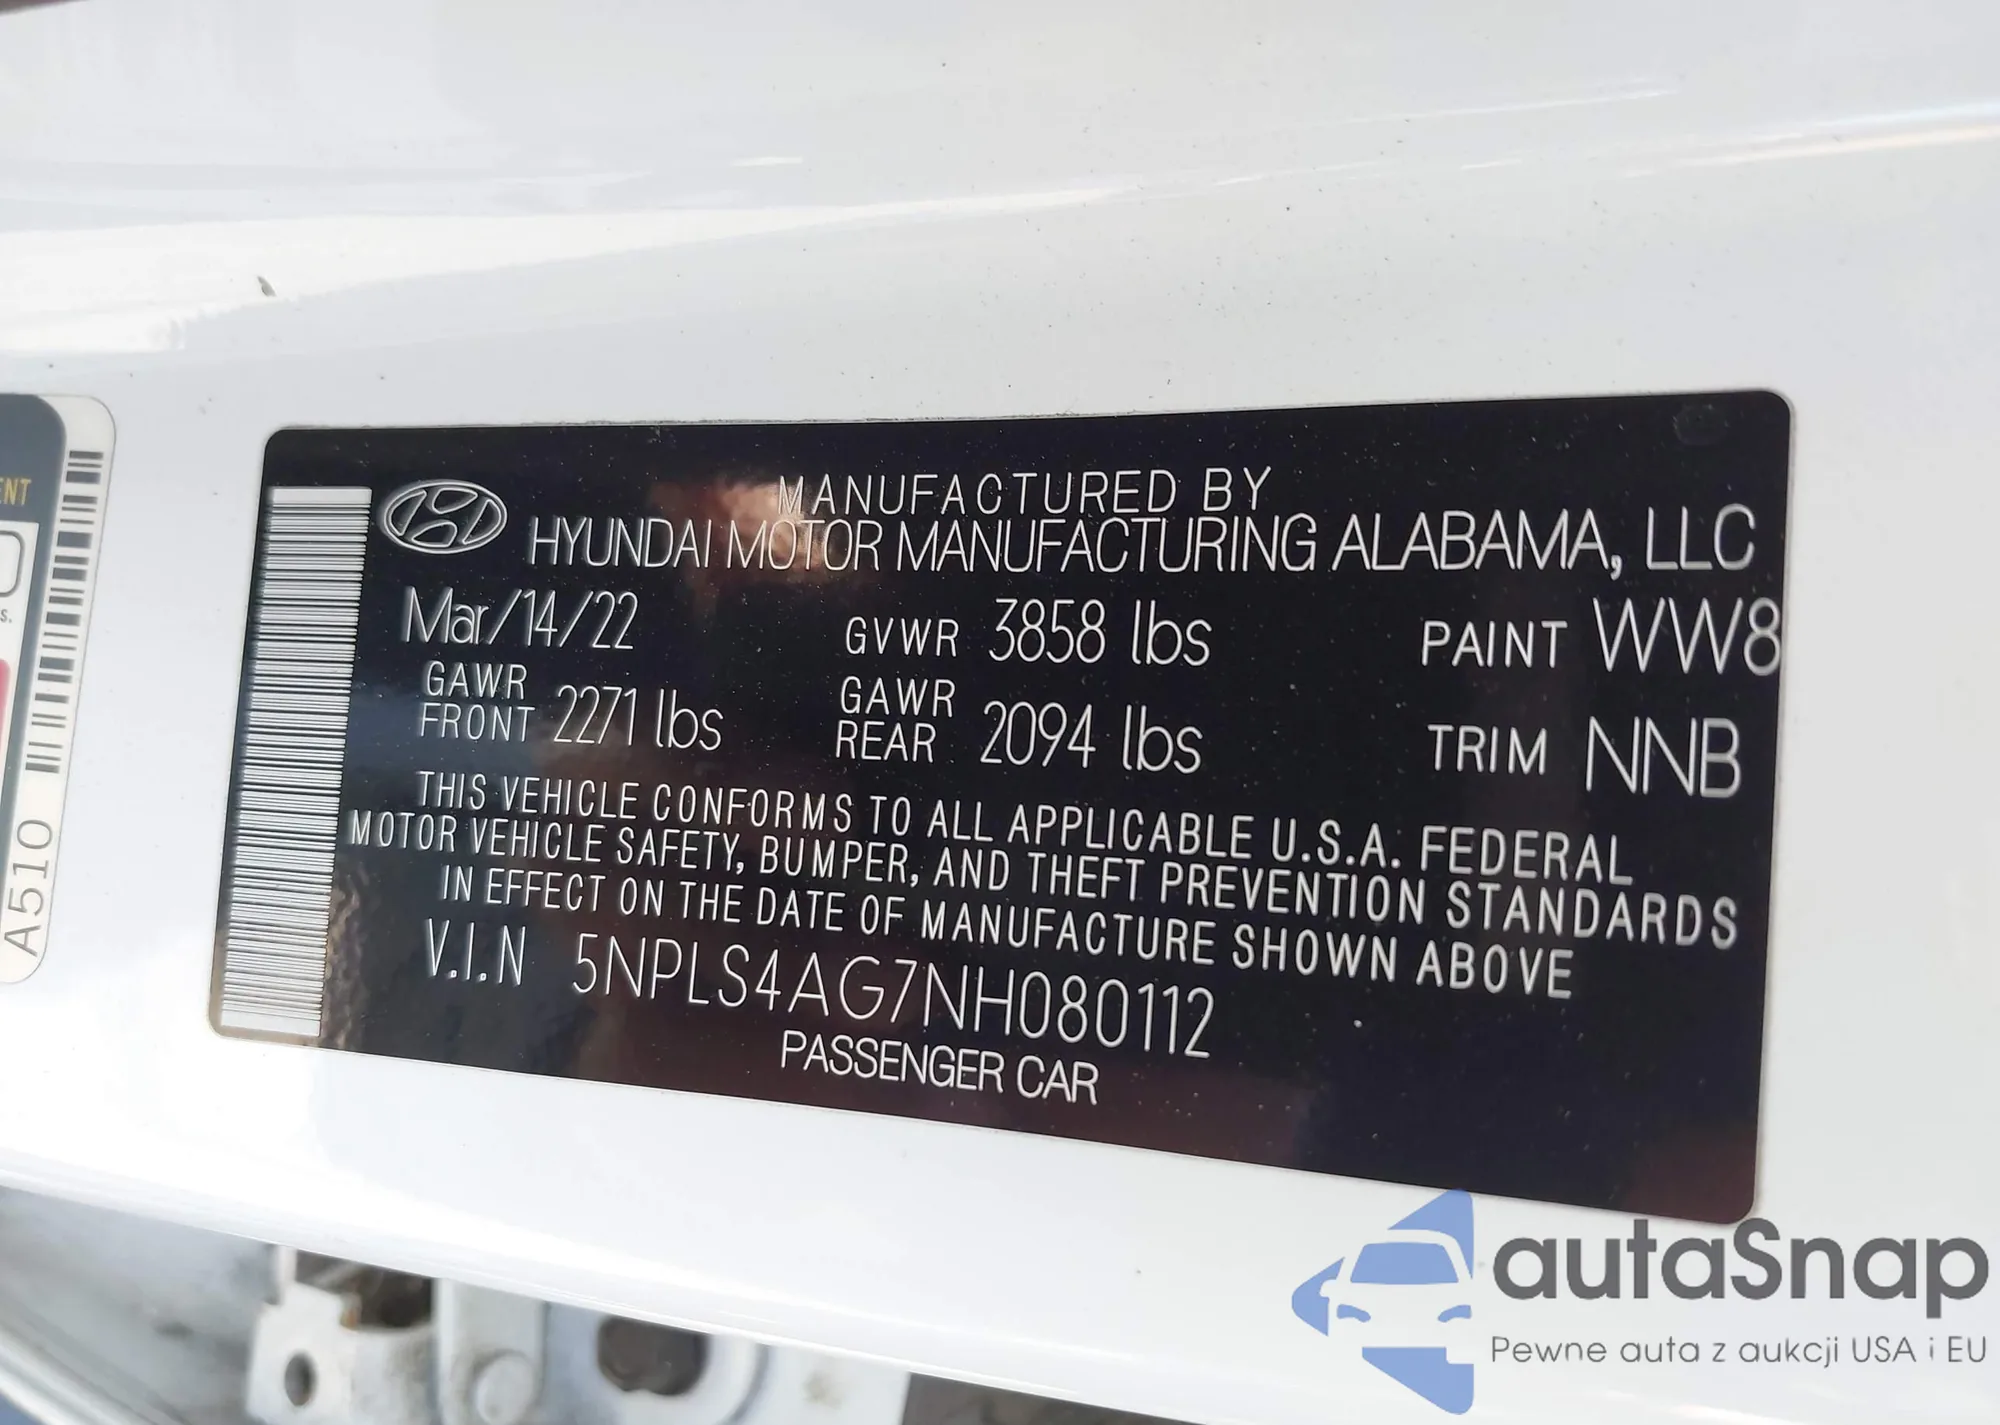 MANUFACTURED BY
HYUNDAI MOTOR MANUFACTURING ALABAMA, LLC
Mar/14/22 GVWR 3858 lbs PAINT WW8
GAWR FRONT 2271 lbs GAWR REAR 2094 lbs TRIM NNB
THIS VEHICLE CONFORMS TO ALL APPLICABLE U.S.A. FEDERAL
MOTOR VEHICLE SAFETY, BUMPER, AND THEFT PREVENTION STANDARDS
IN EFFECT ON THE DATE OF MANUFACTURE SHOWN ABOVE
V.I.N 5NPLS4AG7NH080112
PASSENGER CAR
A510
autaSnap
Pewne auta z aukcji USA i EU